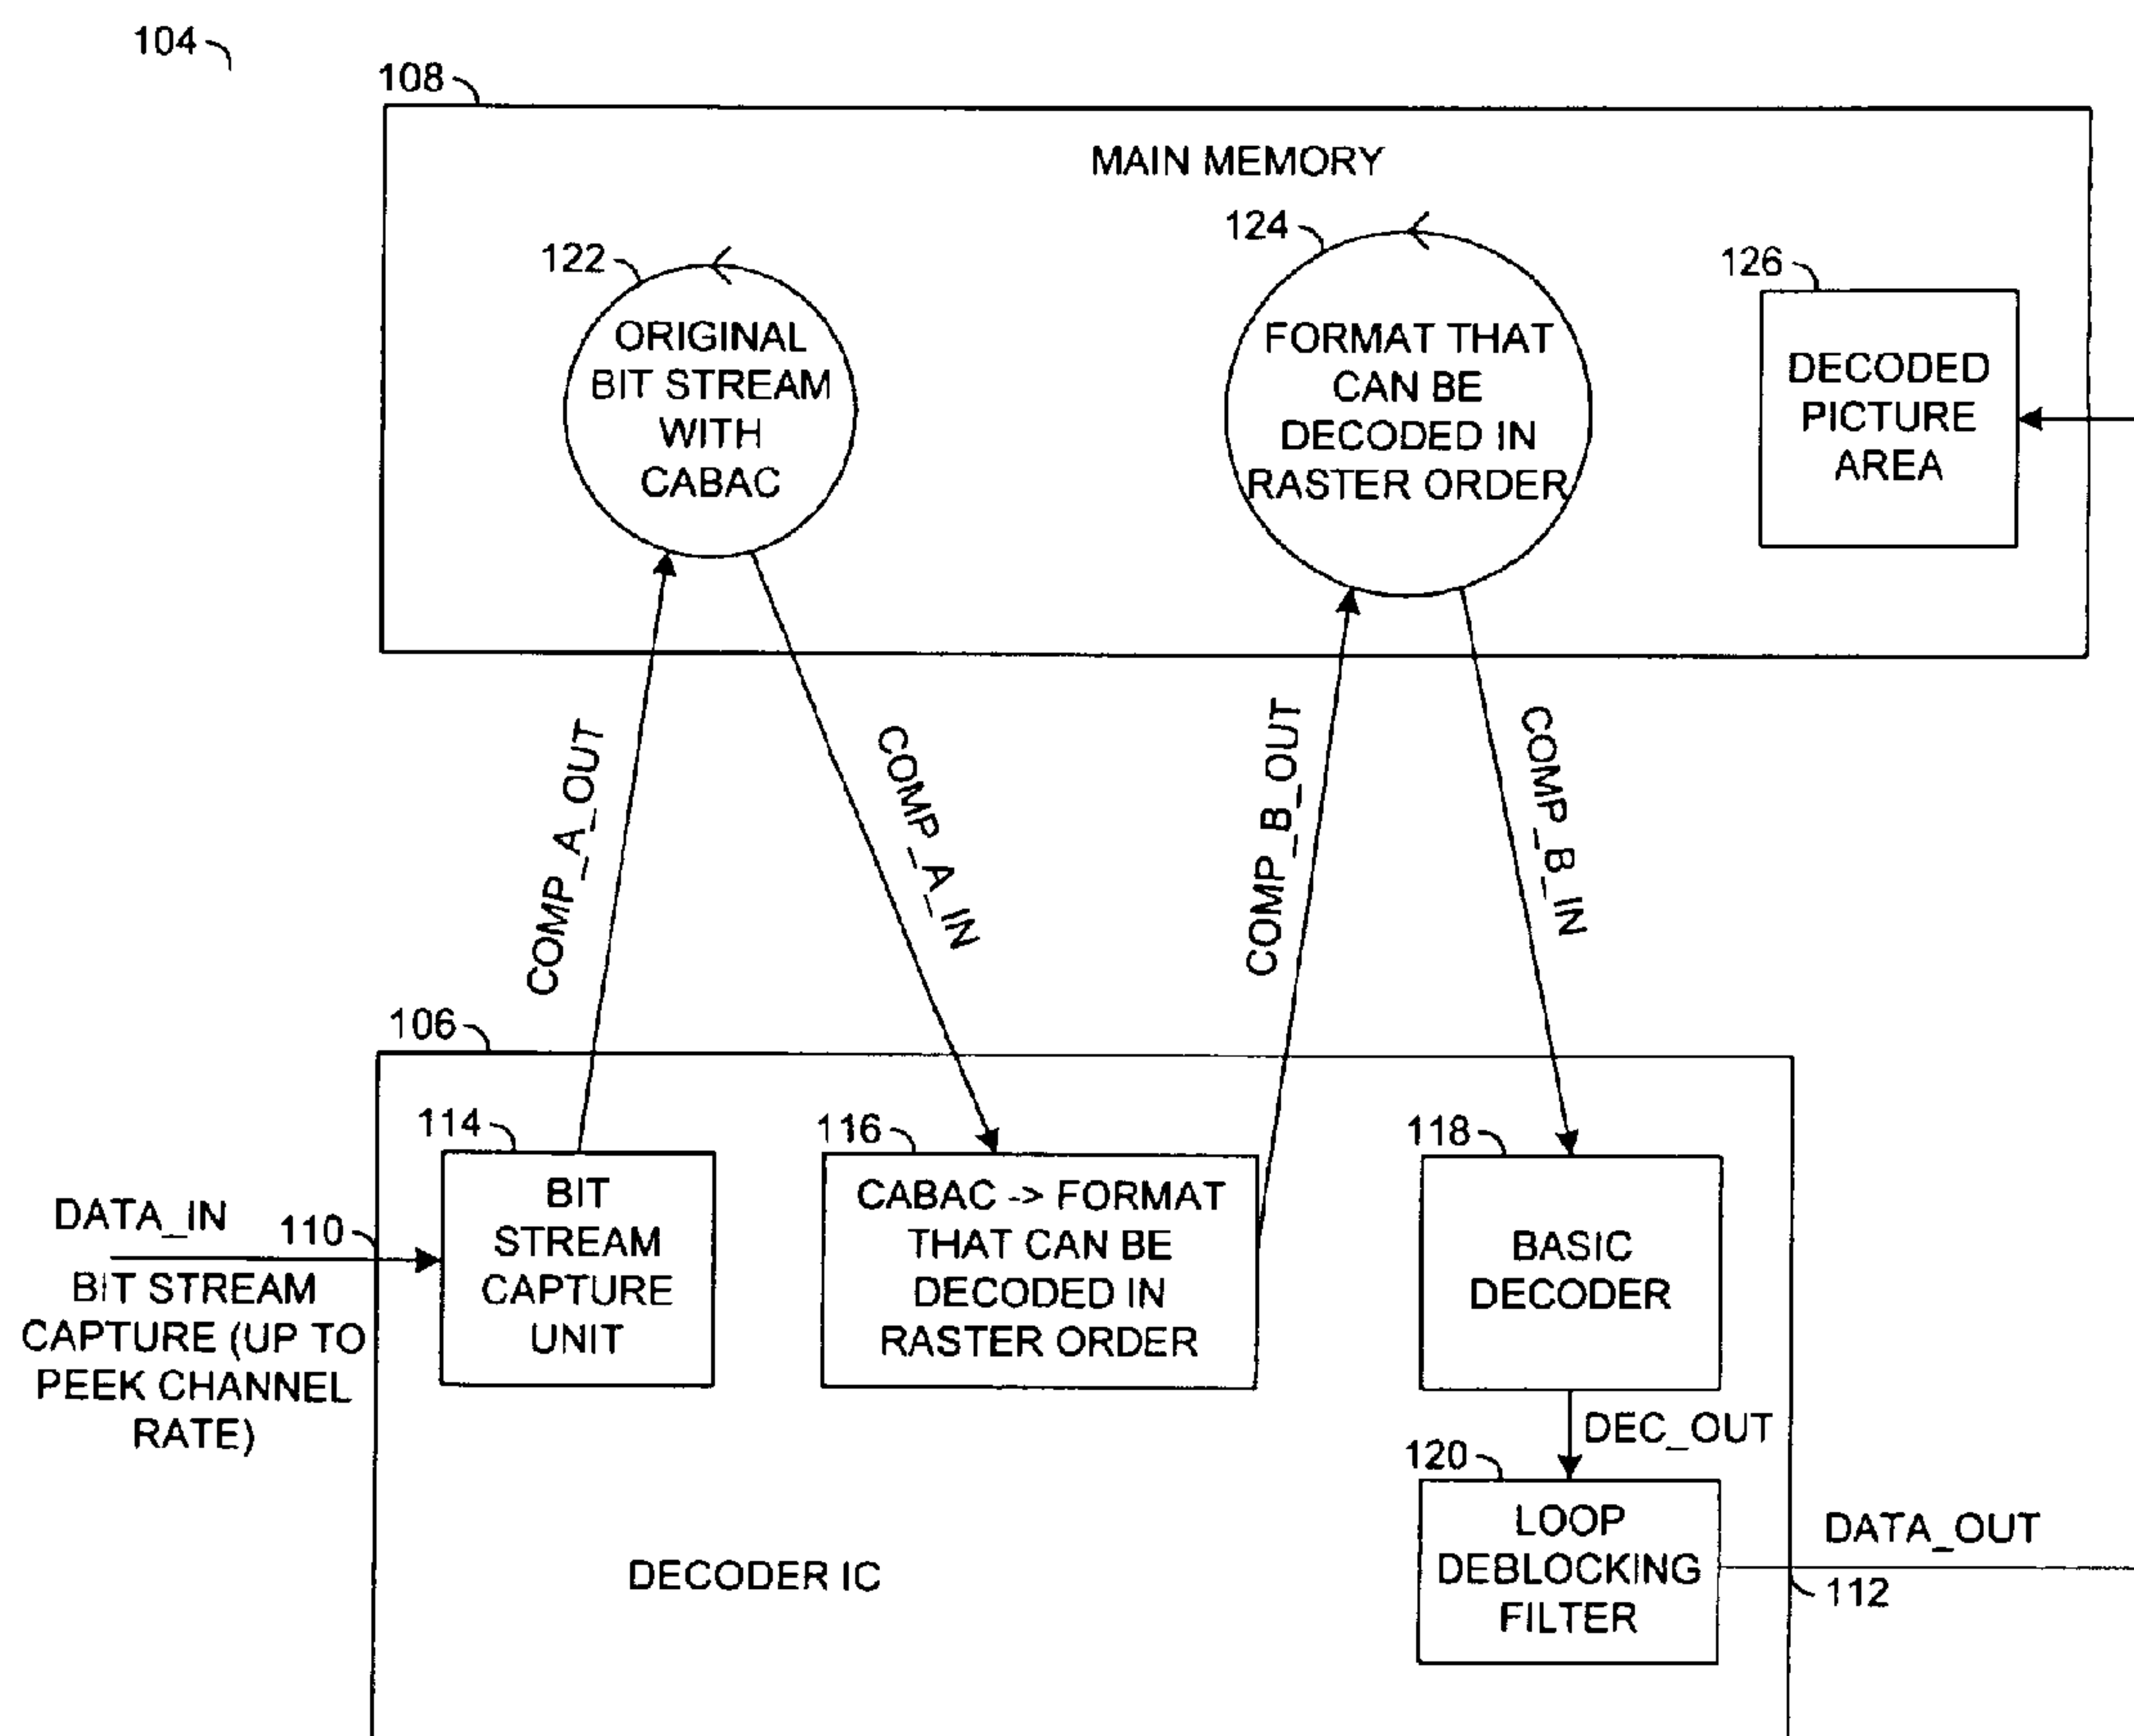 104
108
MAIN MEMORY
122
ORIGINAL
BIT STREAM
WITH
CABAC
124
FORMAT THAT
CAN BE
DECODED IN
RASTER ORDER
126
DECODED
PICTURE
AREA
COMP_A_OUT
COMP_A_IN
COMP_B_OUT
COMP_B_IN
106
114
BIT
STREAM
CAPTURE
UNIT
116
CABAC -> FORMAT
THAT CAN BE
DECODED IN
RASTER ORDER
118
BASIC
DECODER
DATA_IN
110
BIT STREAM
CAPTURE (UP TO
PEEK CHANNEL
RATE)
DEC_OUT
120
LOOP
DEBLOCKING
FILTER
DATA_OUT
112
DECODER IC